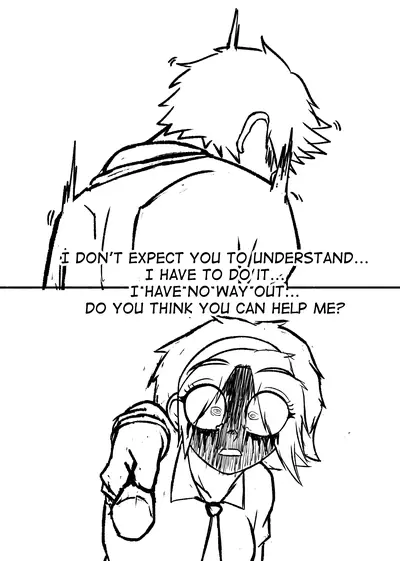 I DON'T EXPECT YOU TO UNDERSTAND...
I HAVE TO DO IT...
I HAVE NO WAY OUT...
DO YOU THINK YOU CAN HELP ME?